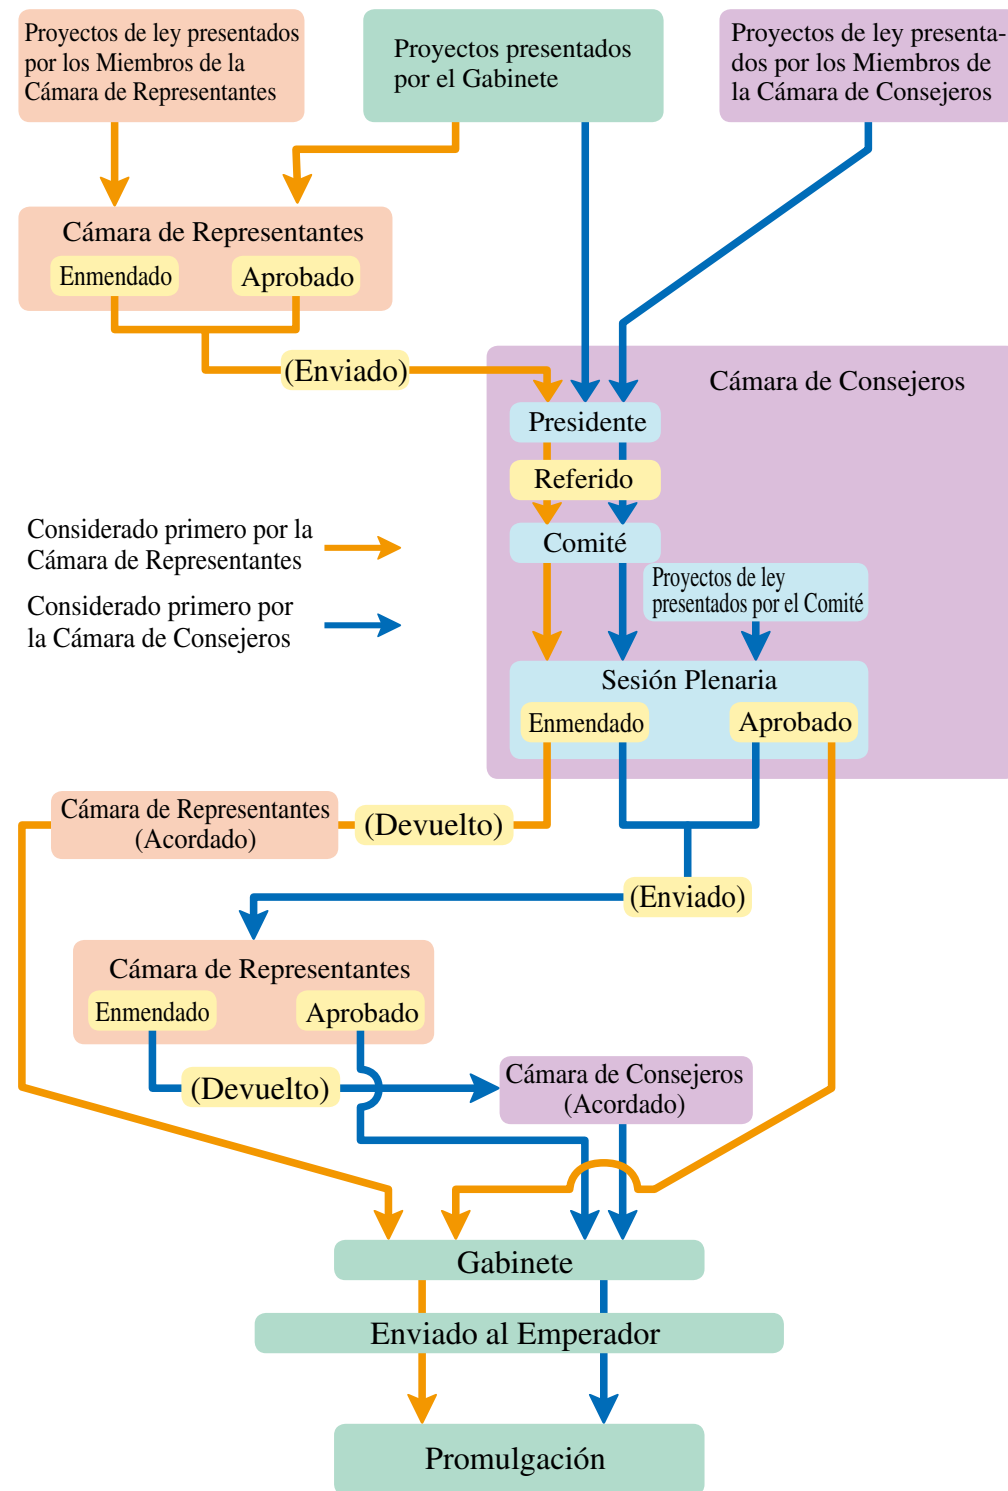 Proyectos de ley presentados
por los Miembros de la
Cámara de Representantes
Proyectos presentados
por el Gabinete
Proyectos de ley presenta-
dos por los Miembros de
la Cámara de Consejeros
Cámara de Representantes
Enmendado
Aprobado
(Enviado)
Cámara de Consejeros
Presidente
Referido
Comité
Considerado primero por la
Cámara de Representantes
Considerado primero por
la Cámara de Consejeros
Proyectos de ley
presentados por el Comité
Sesión Plenaria
Enmendado
Aprobado
Cámara de Representantes
(Acordado)
(Devuelto)
(Enviado)
Cámara de Representantes
Enmendado
Aprobado
(Devuelto)
Cámara de Consejeros
(Acordado)
Gabinete
Enviado al Emperador
Promulgación